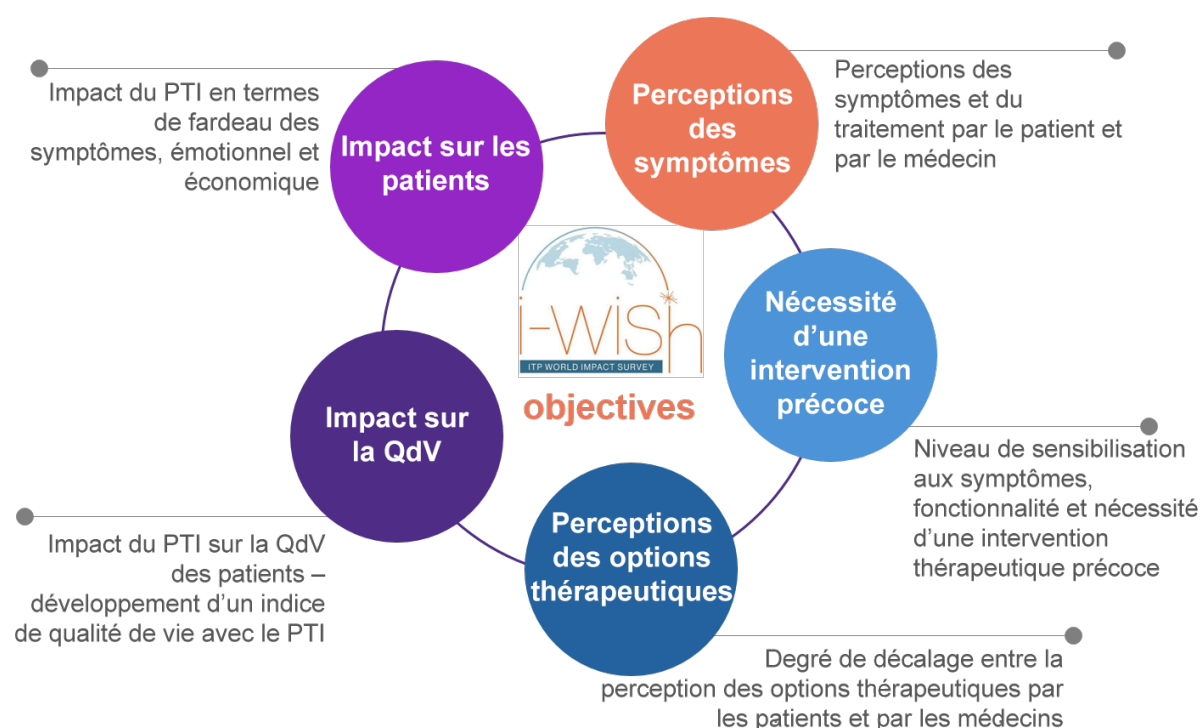 Impact du PTI en termes
de fardeau des
symptômes, émotionnel et
économique
Impact sur les
patients
Perceptions
des
symptômes
Perceptions des
symptômes et du
traitement par le patient et
par le médecin
i-WISh
ITP WORLD IMPACT SURVEY
objectives
Nécessité
d’une
intervention
précoce
Niveau de sensibilisation
aux symptômes,
fonctionnalité et nécessité
d’une intervention
thérapeutique précoce
Impact sur
la QdV
Impact du PTI sur la QdV
des patients –
développement d’un indice
de qualité de vie avec le PTI
Perceptions
des options
thérapeutiques
Degré de décalage entre la
perception des options thérapeutiques par
les patients et par les médecins